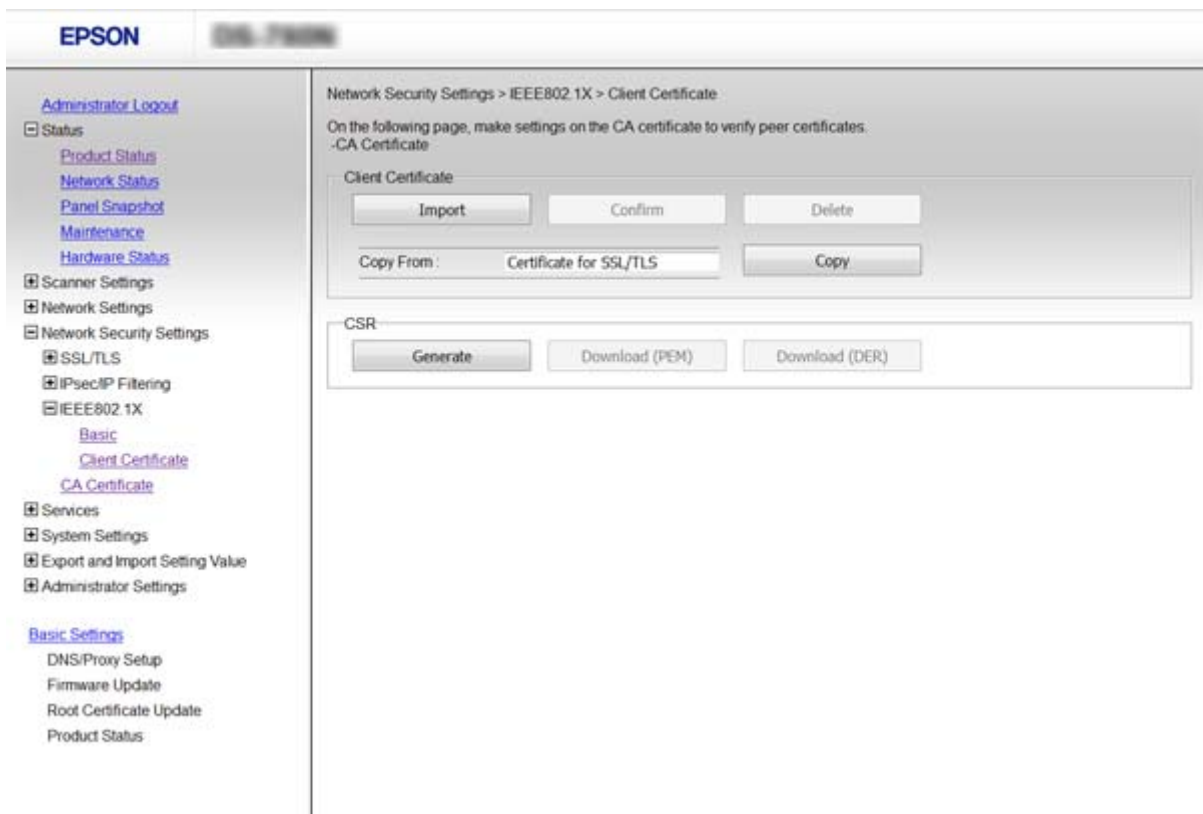 EPSON
Administrator Logout
Status
Product Status
Network Status
Panel Snapshot
Maintenance
Hardware Status
Scanner Settings
Network Settings
Network Security Settings
SSL/TLS
IPsec/IP Filtering
IEEE802.1X
Basic
Client Certificate
CA Certificate
Services
System Settings
Export and Import Setting Value
Administrator Settings
Basic Settings
DNS/Proxy Setup
Firmware Update
Root Certificate Update
Product Status
Network Security Settings > IEEE802.1X > Client Certificate
On the following page, make settings on the CA certificate to verify peer certificates.
-CA Certificate
Client Certificate
Import Confirm Delete
Copy From : Certificate for SSL/TLS Copy
CSR
Generate Download (PEM) Download (DER)